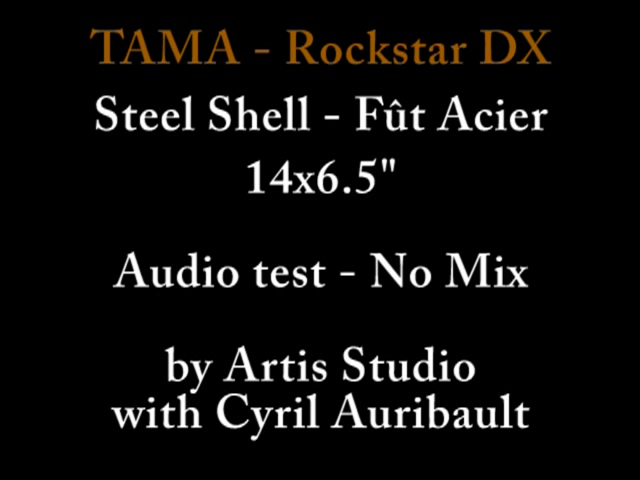 TAMA - Rockstar DX
Steel Shell - Fût Acier
14x6.5"
Audio test - No Mix
by Artis Studio
with Cyril Auribault